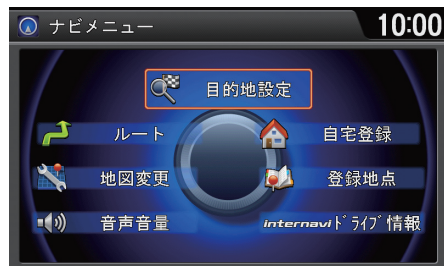 ナビメニュー 10:00
目的地設定
ルート 自宅登録
地図変更 登録地点
音声音量 internaviドライブ情報